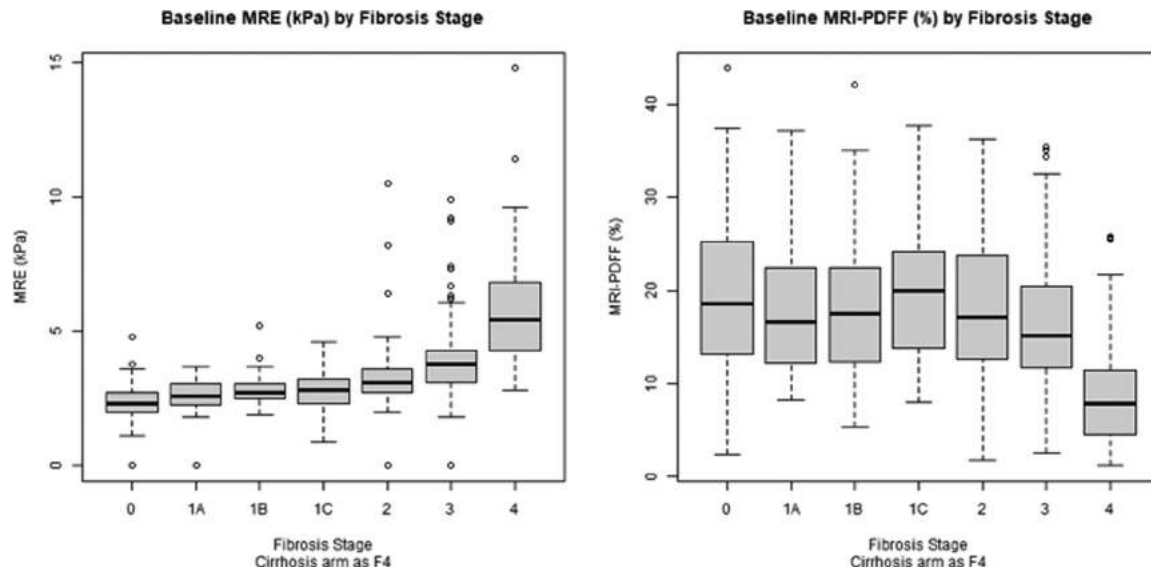 Baseline MRE (kPa) by Fibrosis Stage
MRE (kPa)
15
10
5
0
0 1A 1B 1C 2 3 4
Fibrosis Stage
Cirrhosis arm as F4
Baseline MRI-PDFF (%) by Fibrosis Stage
MRI-PDFF (%)
40
30
20
10
0
0 1A 1B 1C 2 3 4
Fibrosis Stage
Cirrhosis arm as F4